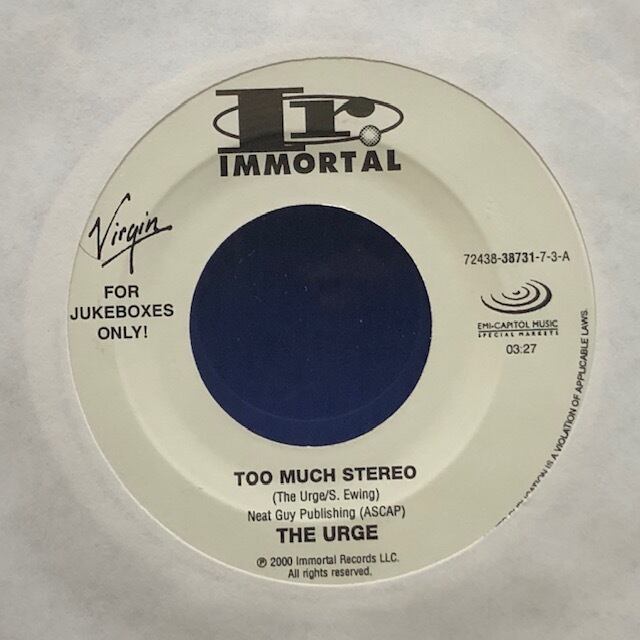 Ir.
IMMORTAL
Virgin
FOR
JUKEBOXES
ONLY!
72438-38731-7-3-A
EMI-CAPITOL MUSIC
SPECIAL MARKETS
03:27
IS A VIOLATION OF APPLICABLE LAWS.
TOO MUCH STEREO
(The Urge/S. Ewing)
Neat Guy Publishing (ASCAP)
THE URGE
℗ 2000 Immortal Records LLC.
All rights reserved.